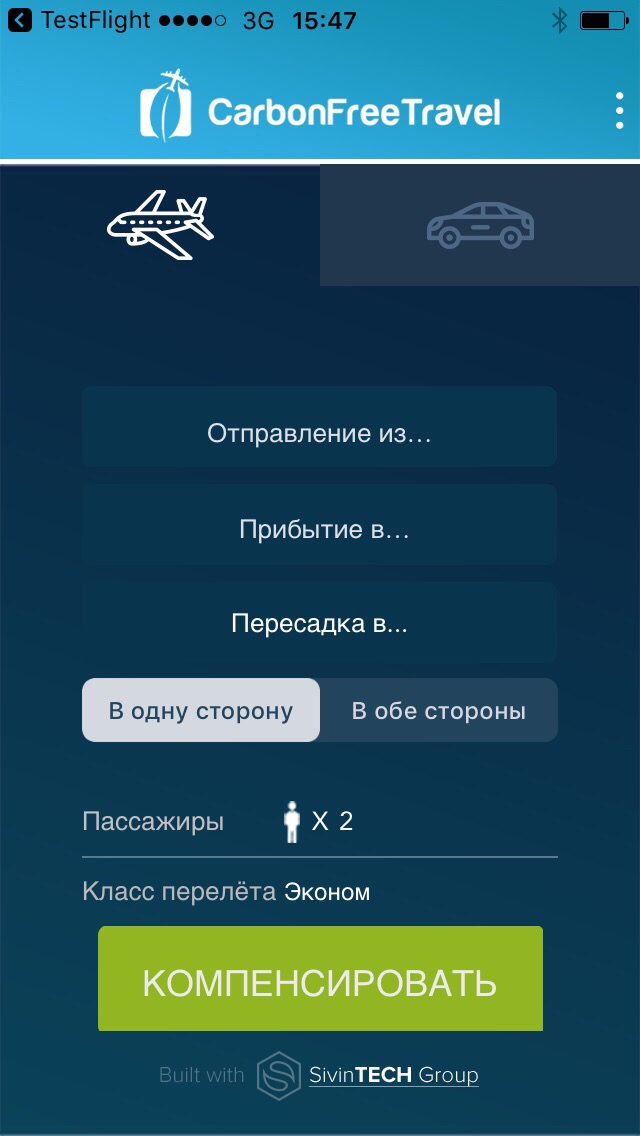 TestFlight 3G 15:47
CarbonFreeTravel
Отправление из...
Прибытие в...
Пересадка в...
В одну сторону В обе стороны
Пассажиры X 2
Класс перелёта Эконом
КОМПЕНСИРОВАТЬ
Built with SivinTECH Group